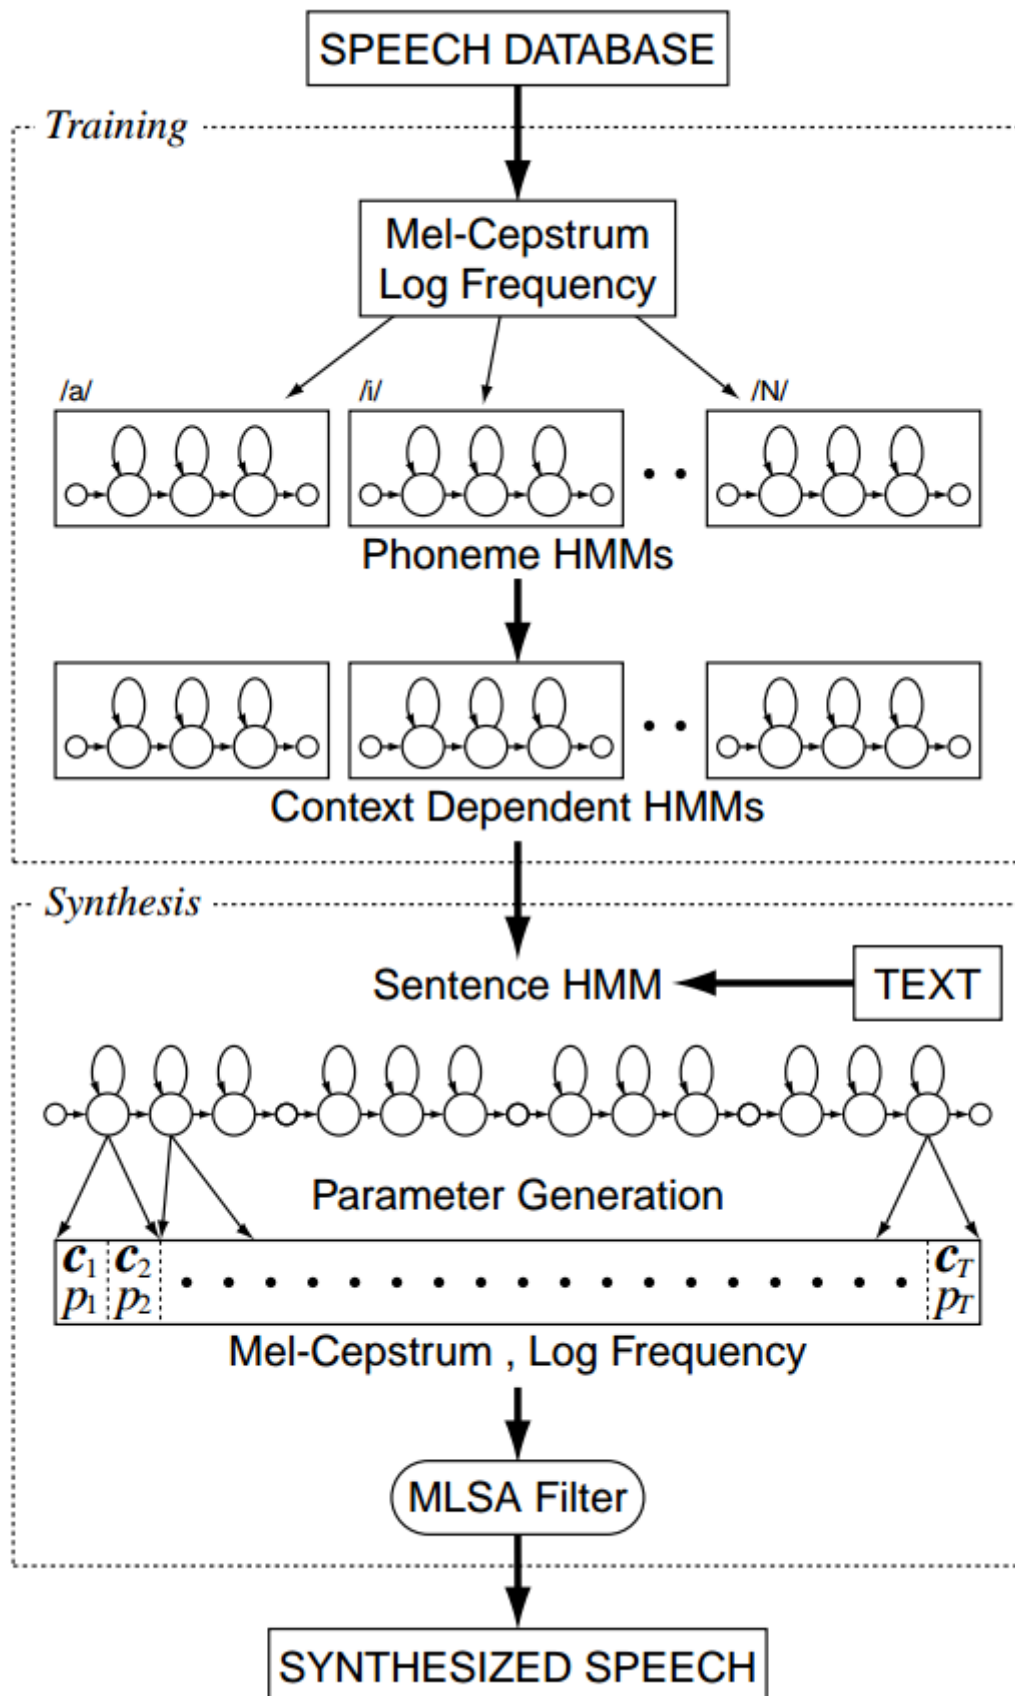 SPEECH DATABASE
Training
Mel-Cepstrum
Log Frequency
/a/
/i/
/N/
Phoneme HMMs
Context Dependent HMMs
Synthesis
Sentence HMM
TEXT
Parameter Generation
c1 c2 cT
p1 p2 pT
Mel-Cepstrum , Log Frequency
MLSA Filter
SYNTHESIZED SPEECH